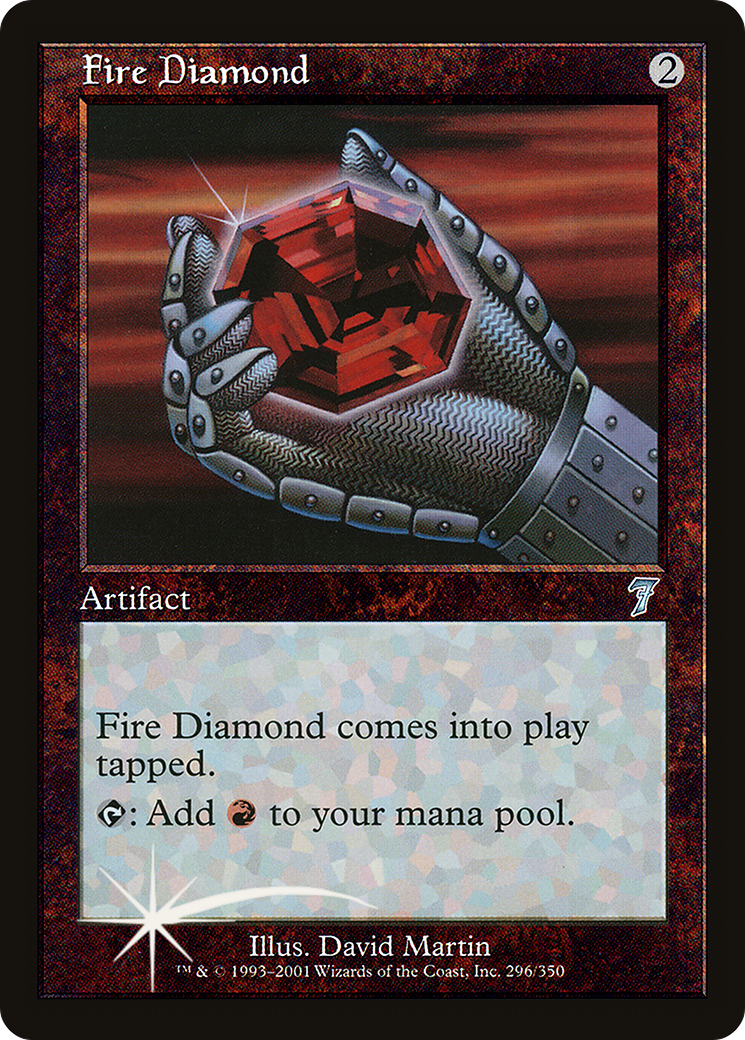 Fire Diamond 2
Artifact 7
Fire Diamond comes into play
tapped.
: Add to your mana pool.
Illus. David Martin
™ & © 1993–2001 Wizards of the Coast, Inc. 296/350